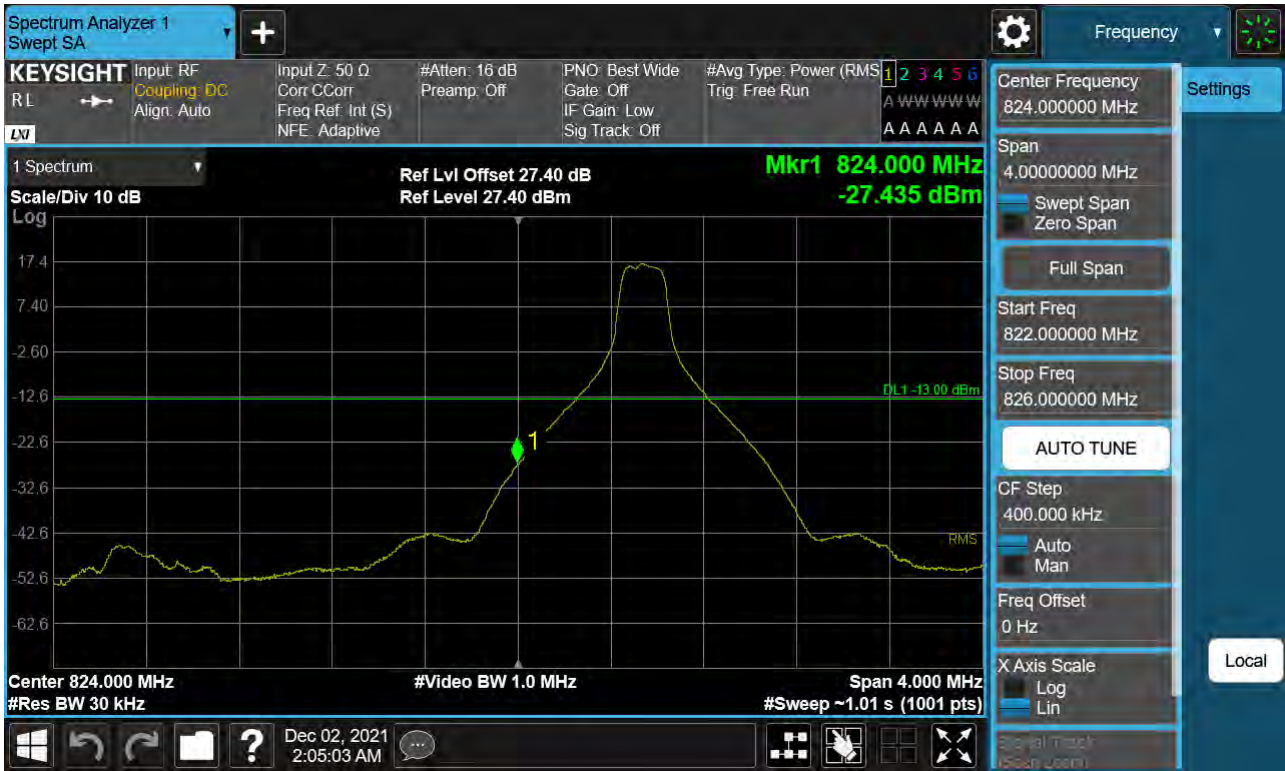 Spectrum Analyzer 1
Swept SA
+
Frequency
KEYSIGHT
RL
LXI
Input: RF
Coupling: DC
Align: Auto
Input Z: 50 Ω
Corr CCorr
Freq Ref: Int (S)
NFE: Adaptive
#Atten: 16 dB
Preamp: Off
PNO: Best Wide
Gate: Off
IF Gain: Low
Sig Track: Off
#Avg Type: Power (RMS
Trig: Free Run
1 2 3 4 5 6
A W W W W W
A A A A A A
1 Spectrum
Scale/Div 10 dB
Log
Ref Lvl Offset 27.40 dB
Ref Level 27.40 dBm
Mkr1 824.000 MHz
-27.435 dBm
17.4
7.40
-2.60
-12.6
-22.6
-32.6
-42.6
-52.6
-62.6
DL1 -13.00 dBm
1
RMS
Center 824.000 MHz
#Res BW 30 kHz
#Video BW 1.0 MHz
Span 4.000 MHz
#Sweep ~1.01 s (1001 pts)
Center Frequency
824.000000 MHz
Settings
Span
4.00000000 MHz
Swept Span
Zero Span
Full Span
Start Freq
822.000000 MHz
Stop Freq
826.000000 MHz
AUTO TUNE
CF Step
400.000 kHz
Auto
Man
Freq Offset
0 Hz
X Axis Scale
Log
Lin
Local
Signal Track
(Span Zoom)
?
Dec 02, 2021
2:05:03 AM